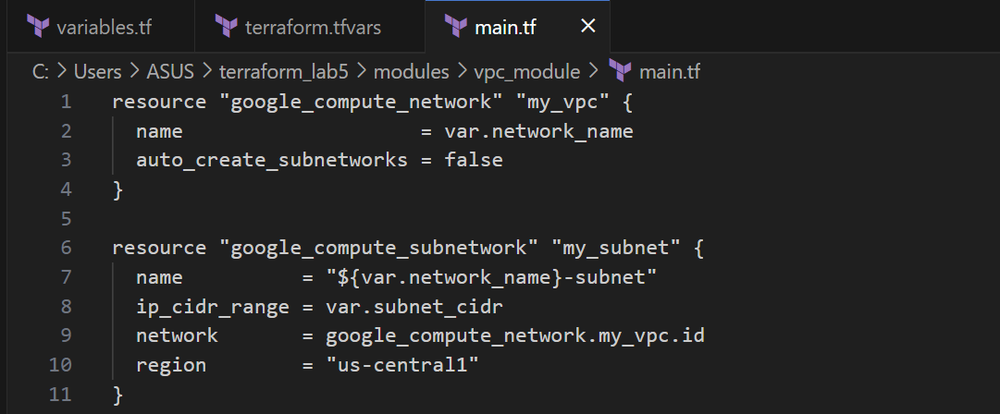 variables.tf terraform.tfvars main.tf ×
C: > Users > ASUS > terraform_lab5 > modules > vpc_module > main.tf
1 resource "google_compute_network" "my_vpc" {
2   name                    = var.network_name
3   auto_create_subnetworks = false
4 }
5
6 resource "google_compute_subnetwork" "my_subnet" {
7   name          = "${var.network_name}-subnet"
8   ip_cidr_range = var.subnet_cidr
9   network       = google_compute_network.my_vpc.id
10   region        = "us-central1"
11 }